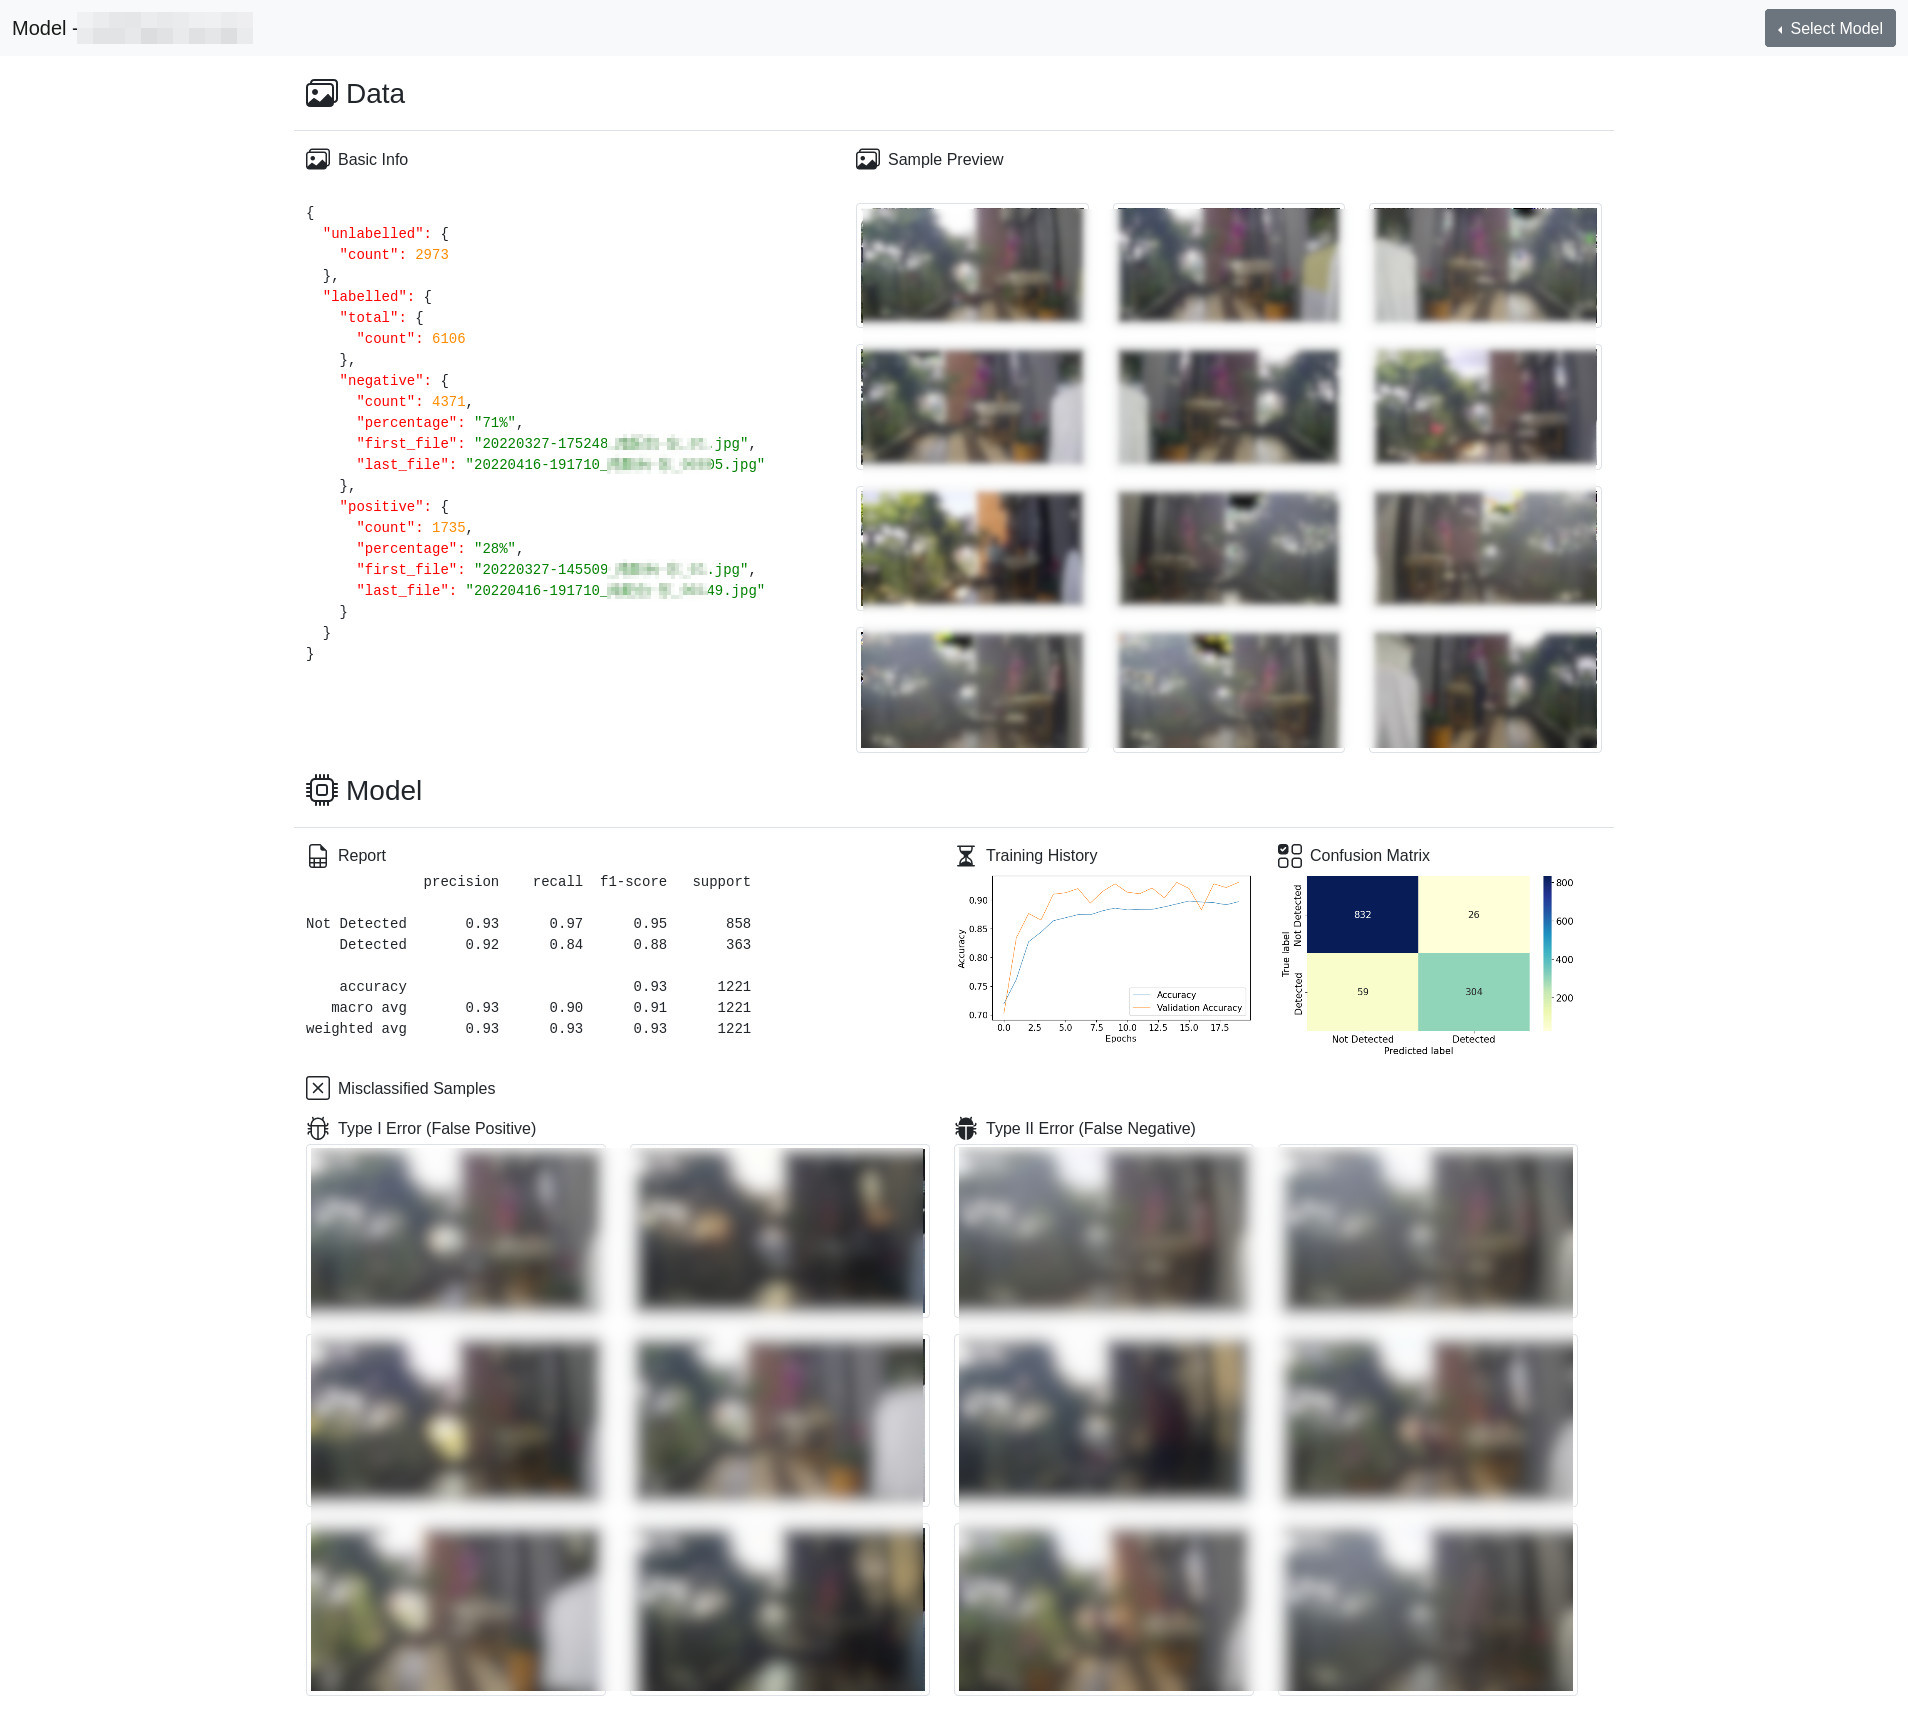 Model -
Select Model
Data
Basic Info
Sample Preview
{
"unlabelled": {
"count": 2973
},
"labelled": {
"total": {
"count": 6106
},
"negative": {
"count": 4371,
"percentage": "71%",
"first_file": "20220327-175248 .jpg",
"last_file": "20220416-191710_ 05.jpg"
},
"positive": {
"count": 1735,
"percentage": "28%",
"first_file": "20220327-145509 .jpg",
"last_file": "20220416-191710_ 49.jpg"
}
}
}
Model
Report
precision recall f1-score support
Not Detected 0.93 0.97 0.95 858
Detected 0.92 0.84 0.88 363
accuracy 0.93 1221
macro avg 0.93 0.90 0.91 1221
weighted avg 0.93 0.93 0.93 1221
Training History
Accuracy
0.90
0.85
0.80
0.75
0.70
Accuracy
Validation Accuracy
0.0 2.5 5.0 7.5 10.0 12.5 15.0 17.5
Epochs
Confusion Matrix
True label
Not Detected
Detected
832 26
59 304
Not Detected Detected
Predicted label
800
600
400
200
Misclassified Samples
Type I Error (False Positive)
Type II Error (False Negative)